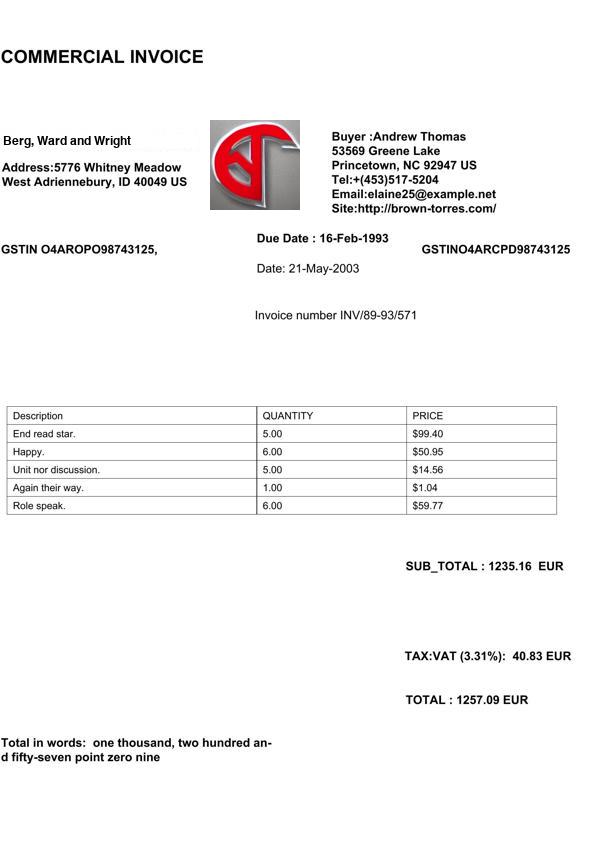 COMMERCIAL INVOICE
Berg, Ward and Wright
Address:5776 Whitney Meadow
West Adriennebury, ID 40049 US
Buyer :Andrew Thomas
53569 Greene Lake
Princetown, NC 92947 US
Tel:+(453)517-5204
Email:elaine25@example.net
Site:http://brown-torres.com/
GSTIN O4AROPO98743125,
Due Date : 16-Feb-1993
GSTINO4ARCPD98743125
Date: 21-May-2003
Invoice number INV/89-93/571
Description QUANTITY PRICE
End read star. 5.00 $99.40
Happy. 6.00 $50.95
Unit nor discussion. 5.00 $14.56
Again their way. 1.00 $1.04
Role speak. 6.00 $59.77
SUB_TOTAL : 1235.16 EUR
TAX:VAT (3.31%): 40.83 EUR
TOTAL : 1257.09 EUR
Total in words: one thousand, two hundred an-
d fifty-seven point zero nine